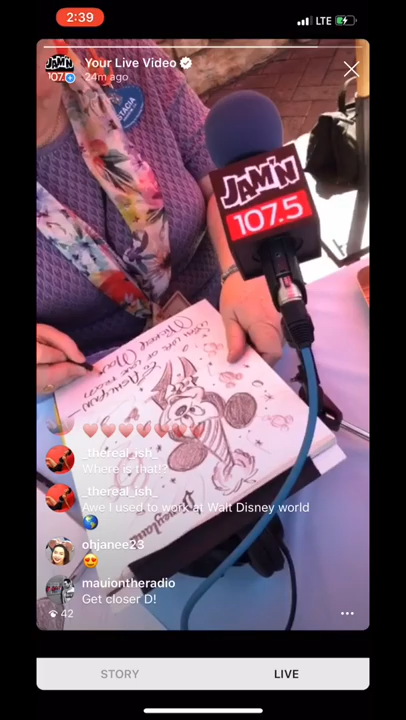 2:39
LTE
JAM'N
107.5
Your Live Video
24m ago
STACIA
JAM'N
107.5
_thereal_ish_
Where is that!?
_thereal_ish_
Awe I used to work at Walt Disney world
🌎
ohjanee23
😍
mauiontheradio
Get closer D!
42
STORY
LIVE